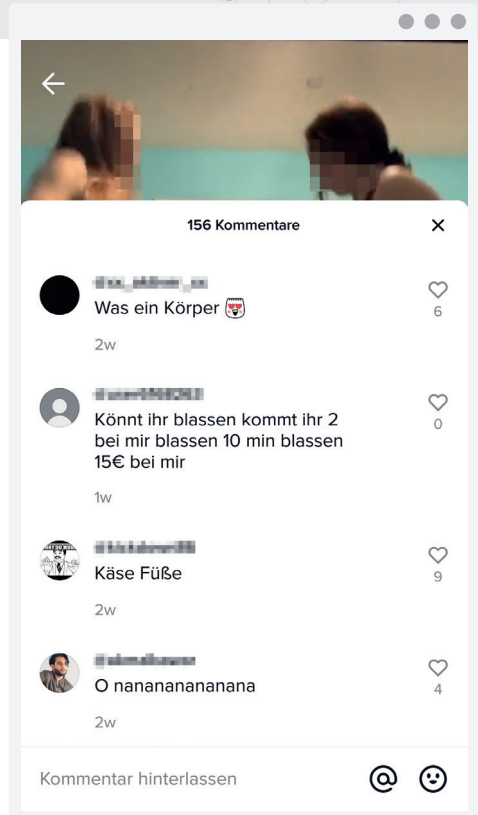 156 Kommentare
Was ein Körper
6
2w
Könnt ihr blassen kommt ihr 2
bei mir blassen 10 min blassen
15€ bei mir
0
1w
Käse Füße
9
2w
O nanananananana
4
2w
Kommentar hinterlassen